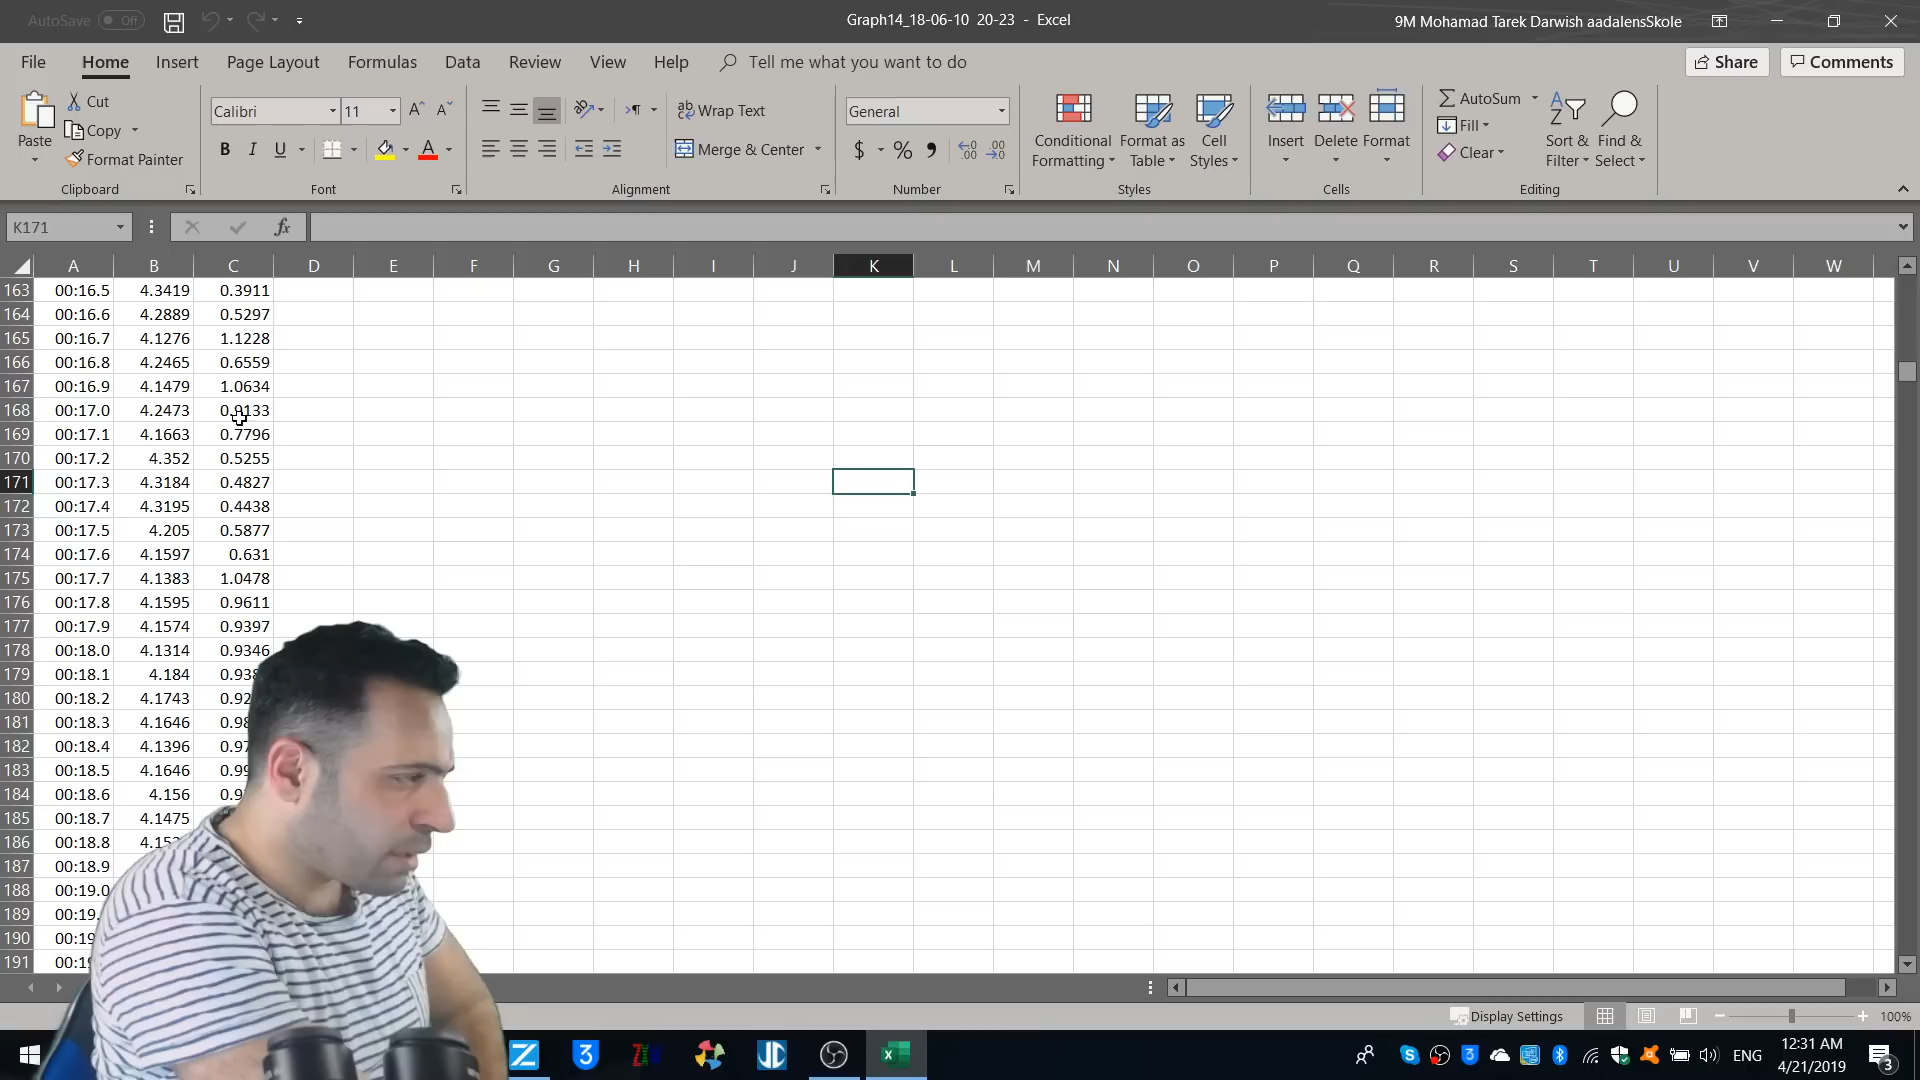 AutoSave Off
Graph14_18-06-10 20-23 - Excel
9M Mohamad Tarek Darwish aadalensSkole
File Home Insert Page Layout Formulas Data Review View Help Tell me what you want to do Share Comments
Paste
Cut
Copy
Format Painter
Clipboard
Calibri 11
B I U A
Font
Wrap Text
Merge & Center
Alignment
General
$ % ,
Number
Conditional Formatting
Format as Table
Cell Styles
Styles
Insert Delete Format
Cells
AutoSum
Fill
Clear
Sort & Filter
Find & Select
Editing
K171 fx
A B C D E F G H I J K L M N O P Q R S T U V W
163 00:16.5 4.3419 0.3911
164 00:16.6 4.2889 0.5297
165 00:16.7 4.1276 1.1228
166 00:16.8 4.2465 0.6559
167 00:16.9 4.1479 1.0634
168 00:17.0 4.2473 0.9133
169 00:17.1 4.1663 0.7796
170 00:17.2 4.352 0.5255
171 00:17.3 4.3184 0.4827
172 00:17.4 4.3195 0.4438
173 00:17.5 4.205 0.5877
174 00:17.6 4.1597 0.631
175 00:17.7 4.1383 1.0478
176 00:17.8 4.1595 0.9611
177 00:17.9 4.1574 0.9397
178 00:18.0 4.1314 0.9346
179 00:18.1 4.184
180 00:18.2 4.1743
181 00:18.3 4.1646
182 00:18.4 4.1396
183 00:18.5 4.1646
184 00:18.6 4.156
185 00:18.7 4.1475
186 00:18.8
187 00:18.9
188 00:19.0
189
190
191
Display Settings 100%
ENG
12:31 AM
4/21/2019
3